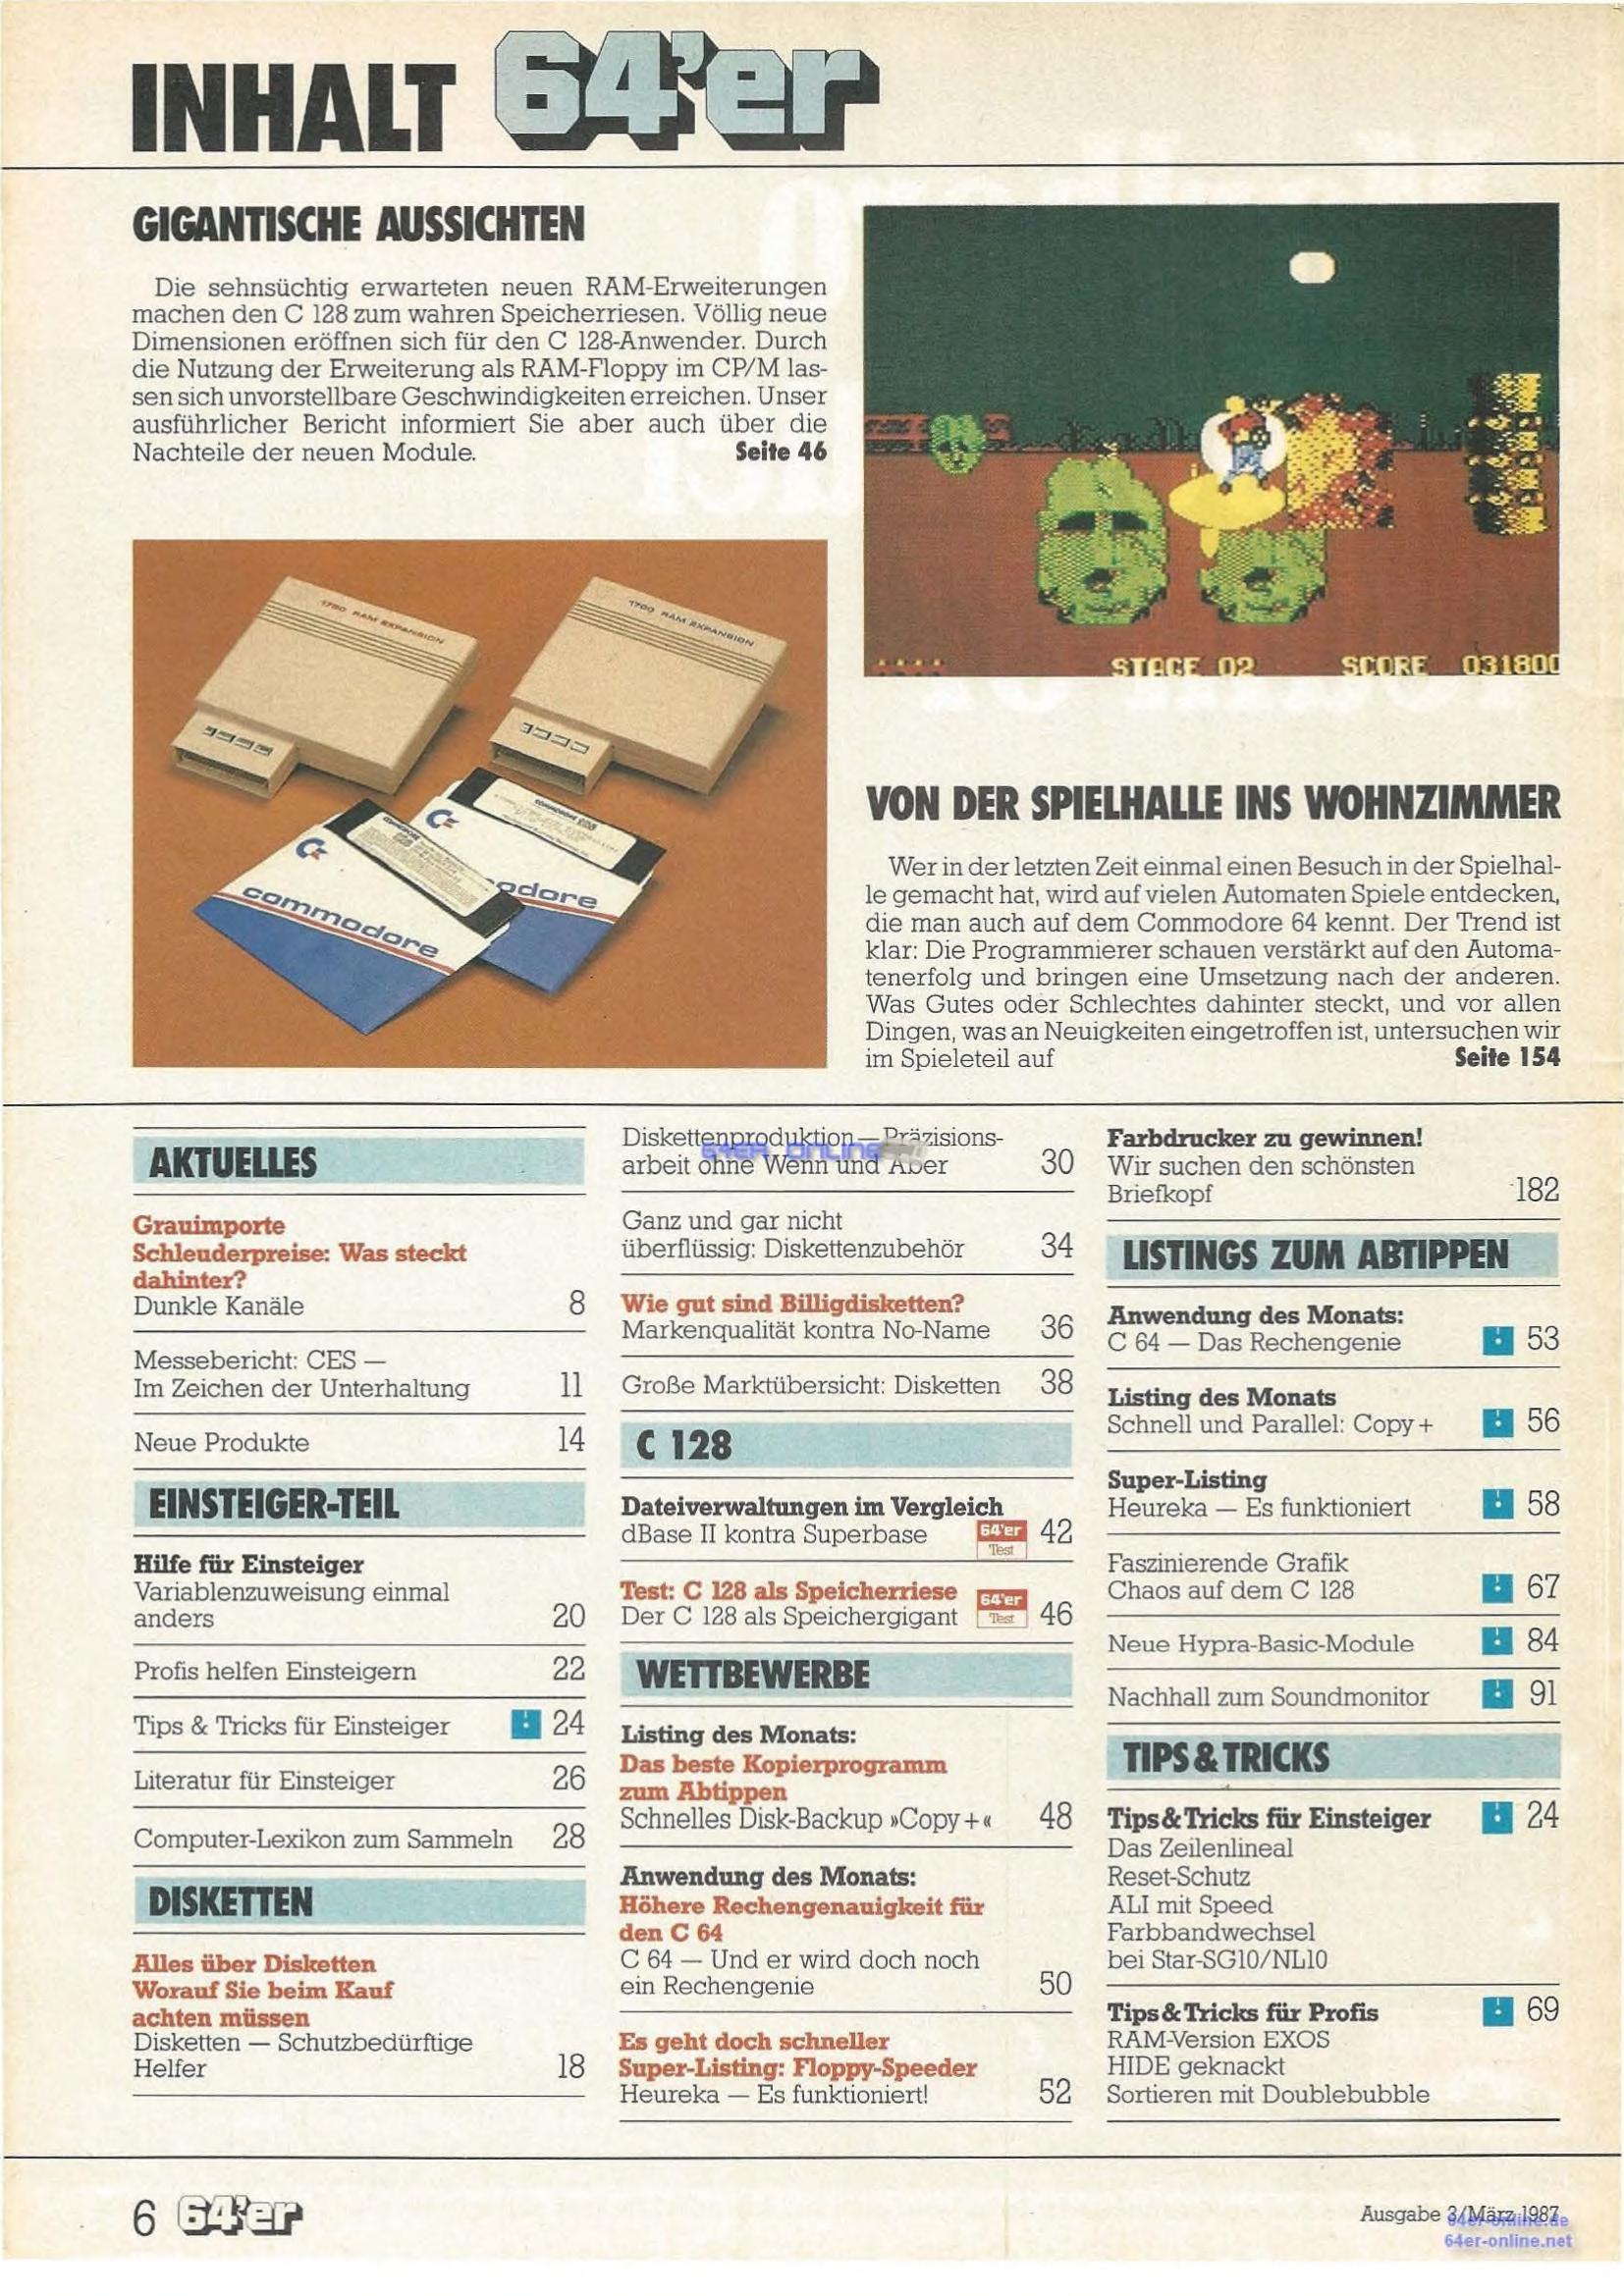 INHALT 64'er
GIGANTISCHE AUSSICHTEN
Die sehnsüchtig erwarteten neuen RAM-Erweiterungen
machen den C 128 zum wahren Speicherriesen. Völlig neue
Dimensionen eröffnen sich für den C 128-Anwender. Durch
die Nutzung der Erweiterung als RAM-Floppy im CP/M las-
sen sich unvorstellbare Geschwindigkeiten erreichen. Unser
ausführlicher Bericht informiert Sie aber auch über die
Nachteile der neuen Module. Seite 46
1750 RAM EXPANSION
1700 RAM EXPANSION
commodore
odore
STAGE 02 SCORE 031800
VON DER SPIELHALLE INS WOHNZIMMER
Wer in der letzten Zeit einmal einen Besuch in der Spielhal-
le gemacht hat, wird auf vielen Automaten Spiele entdecken,
die man auch auf dem Commodore 64 kennt. Der Trend ist
klar: Die Programmierer schauen verstärkt auf den Automa-
tenerfolg und bringen eine Umsetzung nach der anderen.
Was Gutes oder Schlechtes dahinter steckt, und vor allen
Dingen, was an Neuigkeiten eingetroffen ist, untersuchen wir
im Spieleteil auf Seite 154
AKTUELLES
Grauimporte
Schleuderpreise: Was steckt
dahinter?
Dunkle Kanäle 8
Messebericht: CES —
Im Zeichen der Unterhaltung 11
Neue Produkte 14
EINSTEIGER-TEIL
Hilfe für Einsteiger
Variablenzuweisung einmal
anders 20
Profis helfen Einsteigern 22
Tips & Tricks für Einsteiger 24
Literatur für Einsteiger 26
Computer-Lexikon zum Sammeln 28
DISKETTEN
Alles über Disketten
Worauf Sie beim Kauf
achten müssen
Disketten — Schutzbedürftige
Helfer 18
Diskettenproduktion — Präzisions-
arbeit ohne Wenn und Aber 30
64ER ONLINE
Ganz und gar nicht
überflüssig: Diskettenzubehör 34
Wie gut sind Billigdisketten?
Markenqualität kontra No-Name 36
Große Marktübersicht: Disketten 38
C 128
Dateiverwaltungen im Vergleich
dBase II kontra Superbase 64'er Test 42
Test: C 128 als Speicherriese
Der C 128 als Speichergigant 64'er Test 46
WETTBEWERBE
Listing des Monats:
Das beste Kopierprogramm
zum Abtippen
Schnelles Disk-Backup »Copy+« 48
Anwendung des Monats:
Höhere Rechengenauigkeit für
den C 64
C 64 — Und er wird doch noch
ein Rechengenie 50
Es geht doch schneller
Super-Listing: Floppy-Speeder
Heureka — Es funktioniert! 52
Farbdrucker zu gewinnen!
Wir suchen den schönsten
Briefkopf 182
LISTINGS ZUM ABTIPPEN
Anwendung des Monats:
C 64 — Das Rechengenie 53
Listing des Monats
Schnell und Parallel: Copy+ 56
Super-Listing
Heureka — Es funktioniert 58
Faszinierende Grafik
Chaos auf dem C 128 67
Neue Hypra-Basic-Module 84
Nachhall zum Soundmonitor 91
TIPS & TRICKS
Tips & Tricks für Einsteiger 24
Das Zeilenlineal
Reset-Schutz
ALI mit Speed
Farbbandwechsel
bei Star-SG10/NL10
Tips & Tricks für Profis 69
RAM-Version EXOS
HIDE geknackt
Sortieren mit Doublebubble
6 64'er
Ausgabe 3/März 1987
64er-online.de
64er-online.net